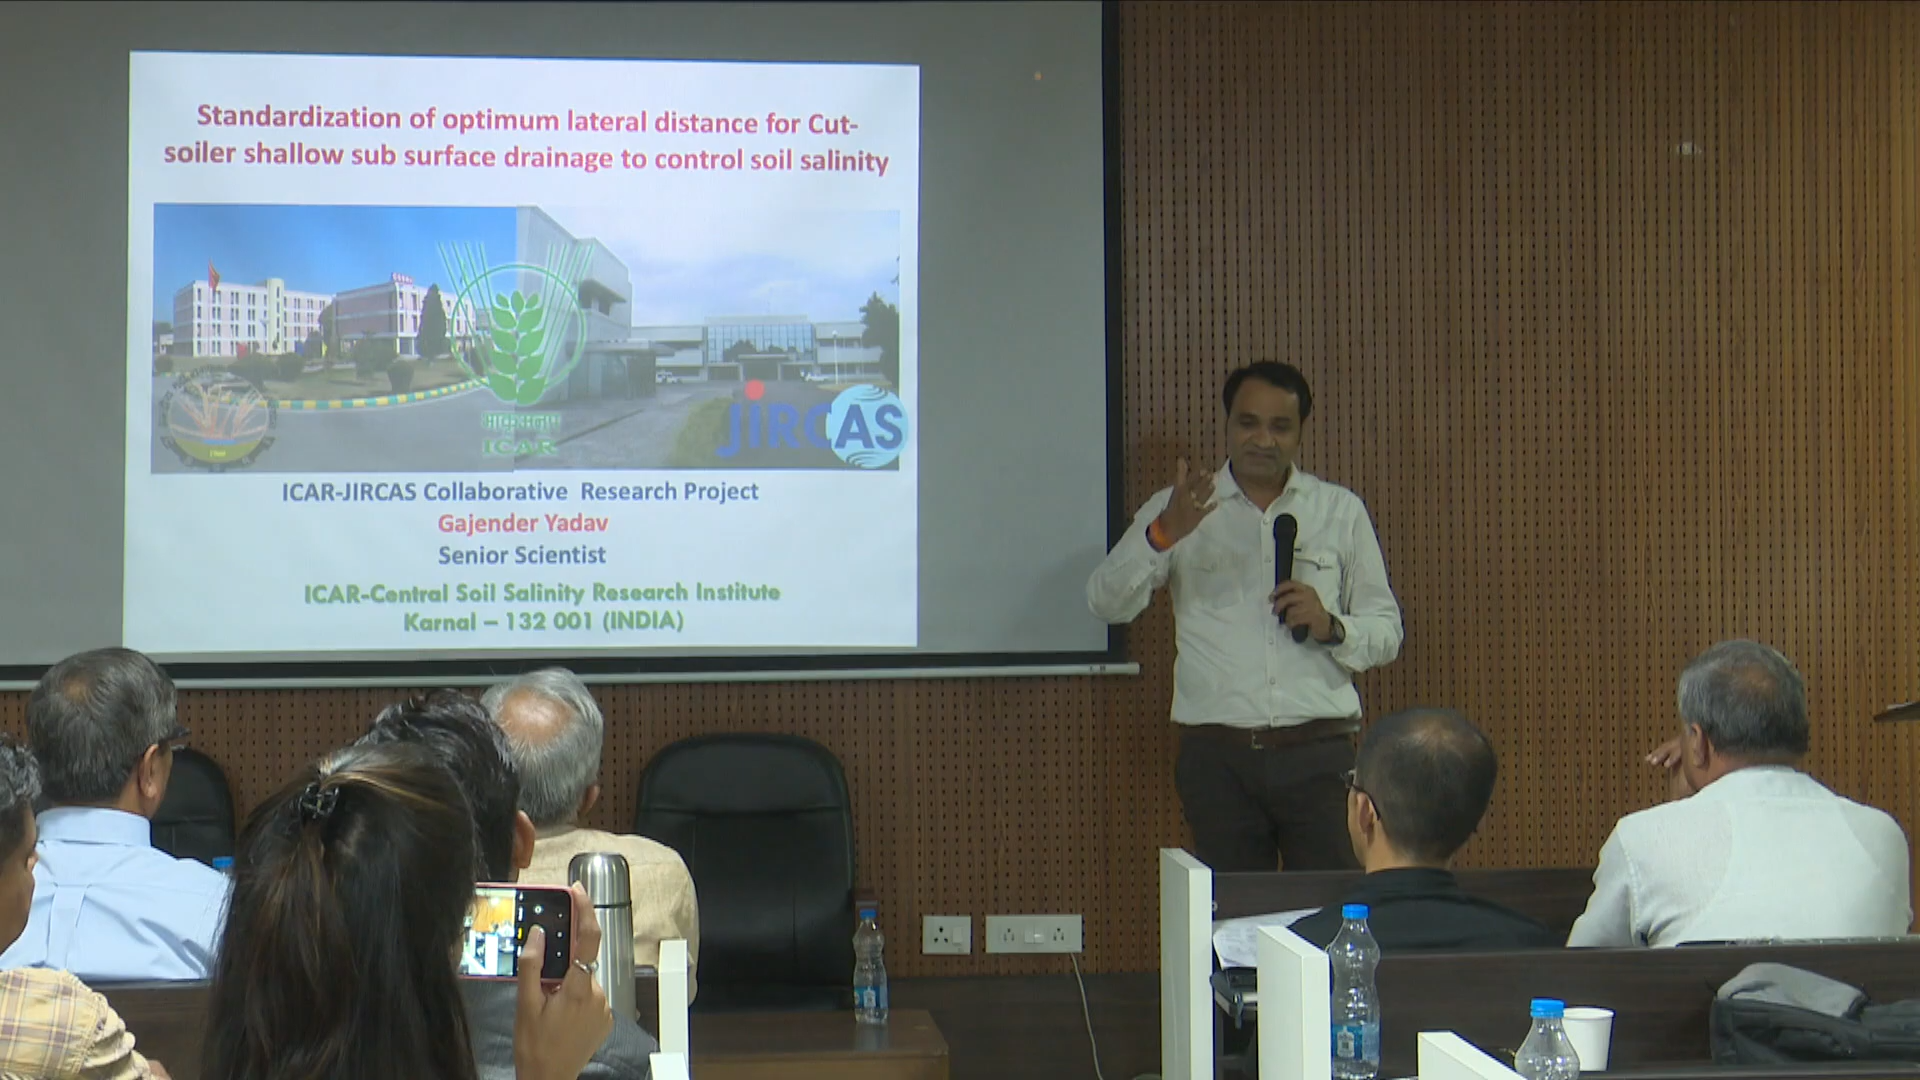 Standardization of optimum lateral distance for Cut-
soiler shallow sub surface drainage to control soil salinity
भाकृअनुप
ICAR
JIRCAS
ICAR-JIRCAS Collaborative Research Project
Gajender Yadav
Senior Scientist
ICAR-Central Soil Salinity Research Institute
Karnal – 132 001 (INDIA)